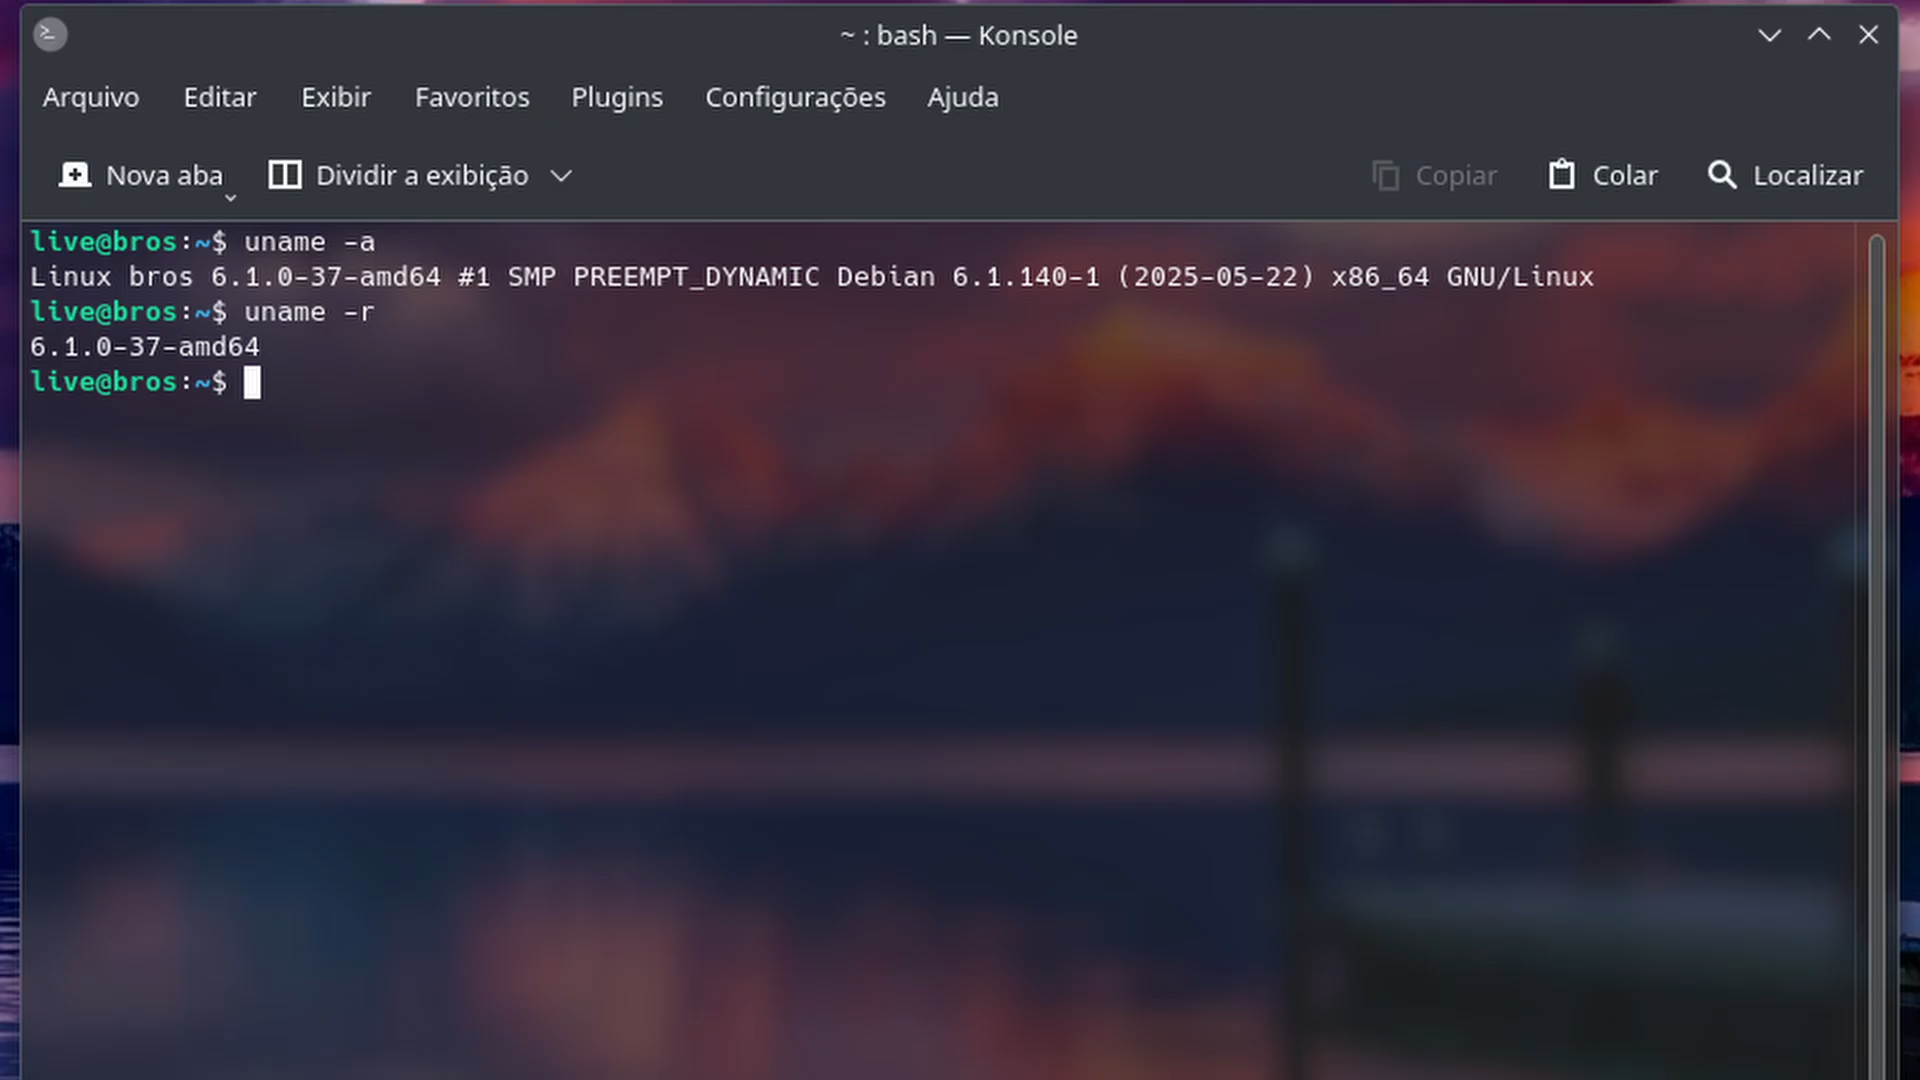 ~ : bash — Konsole
Arquivo Editar Exibir Favoritos Plugins Configurações Ajuda
Nova aba Dividir a exibição Copiar Colar Localizar
live@bros:~$ uname -a
Linux bros 6.1.0-37-amd64 #1 SMP PREEMPT_DYNAMIC Debian 6.1.140-1 (2025-05-22) x86_64 GNU/Linux
live@bros:~$ uname -r
6.1.0-37-amd64
live@bros:~$